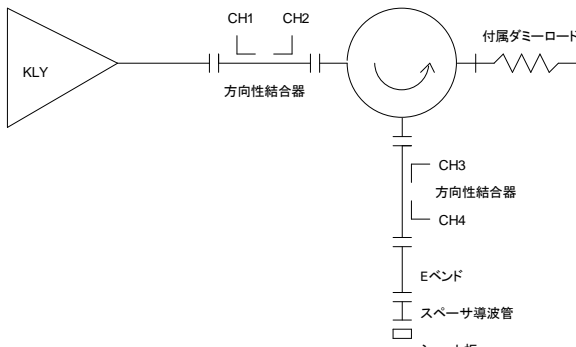 CH1 CH2
付属ダミーロード
KLY
方向性結合器
CH3
方向性結合器
CH4
Eベンド
スペーサ導波管